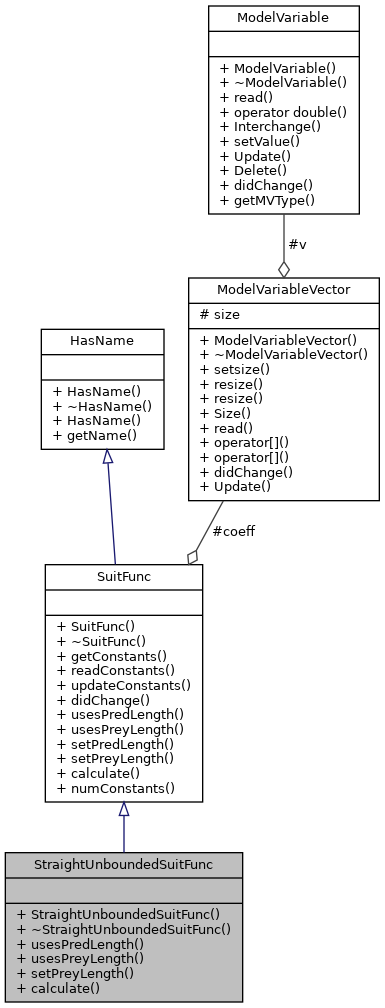 ModelVariable
+ ModelVariable()
+ ~ModelVariable()
+ read()
+ operator double()
+ Interchange()
+ setValue()
+ Update()
+ Delete()
+ didChange()
+ getMVType()
#v
ModelVariableVector
# size
+ ModelVariableVector()
+ ~ModelVariableVector()
+ setsize()
+ resize()
+ resize()
+ Size()
+ read()
+ operator[]()
+ operator[]()
+ didChange()
+ Update()
HasName
+ HasName()
+ ~HasName()
+ HasName()
+ getName()
#coeff
SuitFunc
+ SuitFunc()
+ ~SuitFunc()
+ getConstants()
+ readConstants()
+ updateConstants()
+ didChange()
+ usesPredLength()
+ usesPreyLength()
+ setPredLength()
+ setPreyLength()
+ calculate()
+ numConstants()
StraightUnboundedSuitFunc
+ StraightUnboundedSuitFunc()
+ ~StraightUnboundedSuitFunc()
+ usesPredLength()
+ usesPreyLength()
+ setPreyLength()
+ calculate()